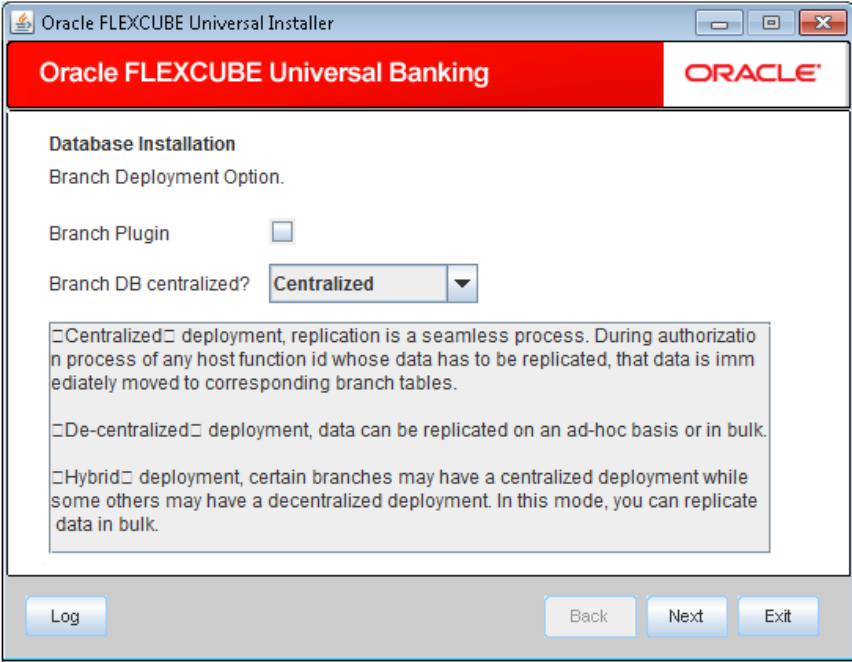 Oracle FLEXCUBE Universal Installer
Oracle FLEXCUBE Universal Banking
ORACLE
Database Installation
Branch Deployment Option.
Branch Plugin
Branch DB centralized? Centralized
□Centralized□ deployment, replication is a seamless process. During authorizatio
n process of any host function id whose data has to be replicated, that data is imm
ediately moved to corresponding branch tables.
□De-centralized□ deployment, data can be replicated on an ad-hoc basis or in bulk.
□Hybrid□ deployment, certain branches may have a centralized deployment while
some others may have a decentralized deployment. In this mode, you can replicate
data in bulk.
Log Back Next Exit